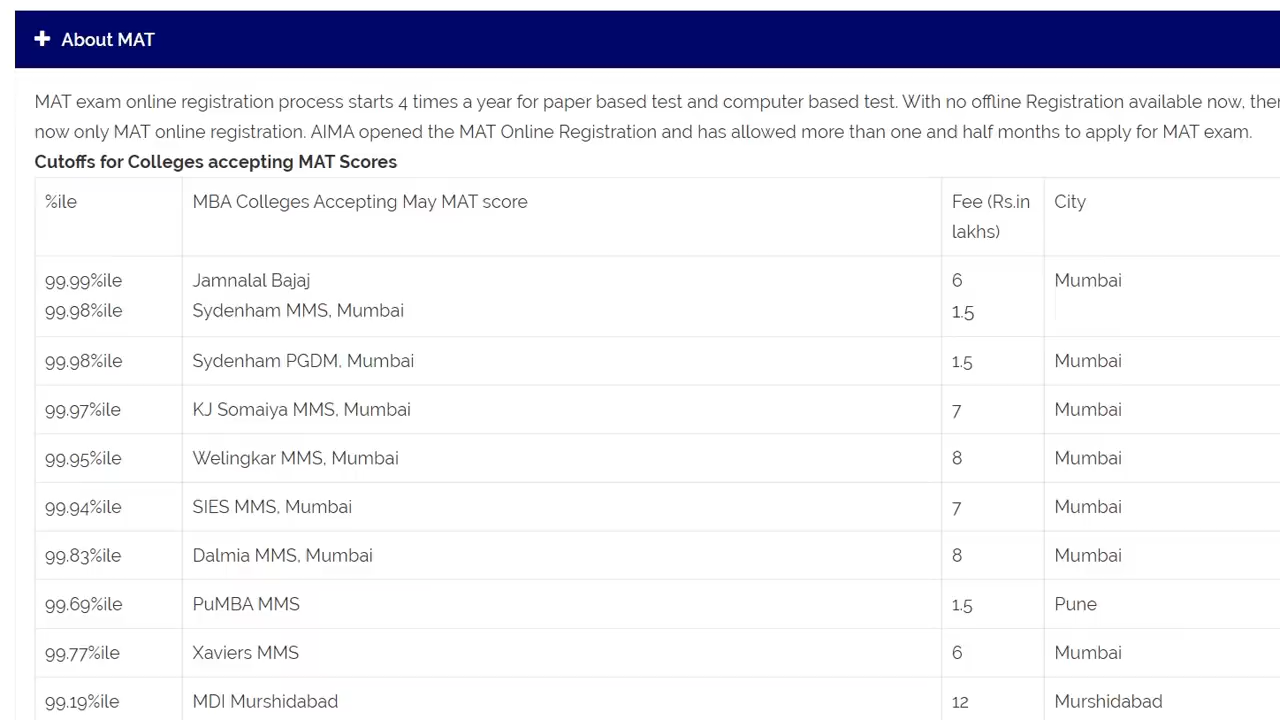 About MAT
MAT exam online registration process starts 4 times a year for paper based test and computer based test. With no offline Registration available now,
now only MAT online registration. AIMA opened the MAT Online Registration and has allowed more than one and half months to apply for MAT exam.
Cutoffs for Colleges accepting MAT Scores
%ile MBA Colleges Accepting May MAT score Fee (Rs.in lakhs) City
99.99%ile Jamnalal Bajaj 6 Mumbai
99.98%ile Sydenham MMS, Mumbai 1.5
99.98%ile Sydenham PGDM, Mumbai 1.5 Mumbai
99.97%ile KJ Somaiya MMS, Mumbai 7 Mumbai
99.95%ile Welingkar MMS, Mumbai 8 Mumbai
99.94%ile SIES MMS, Mumbai 7 Mumbai
99.83%ile Dalmia MMS, Mumbai 8 Mumbai
99.69%ile PuMBA MMS 1.5 Pune
99.77%ile Xaviers MMS 6 Mumbai
99.19%ile MDI Murshidabad 12 Murshidabad